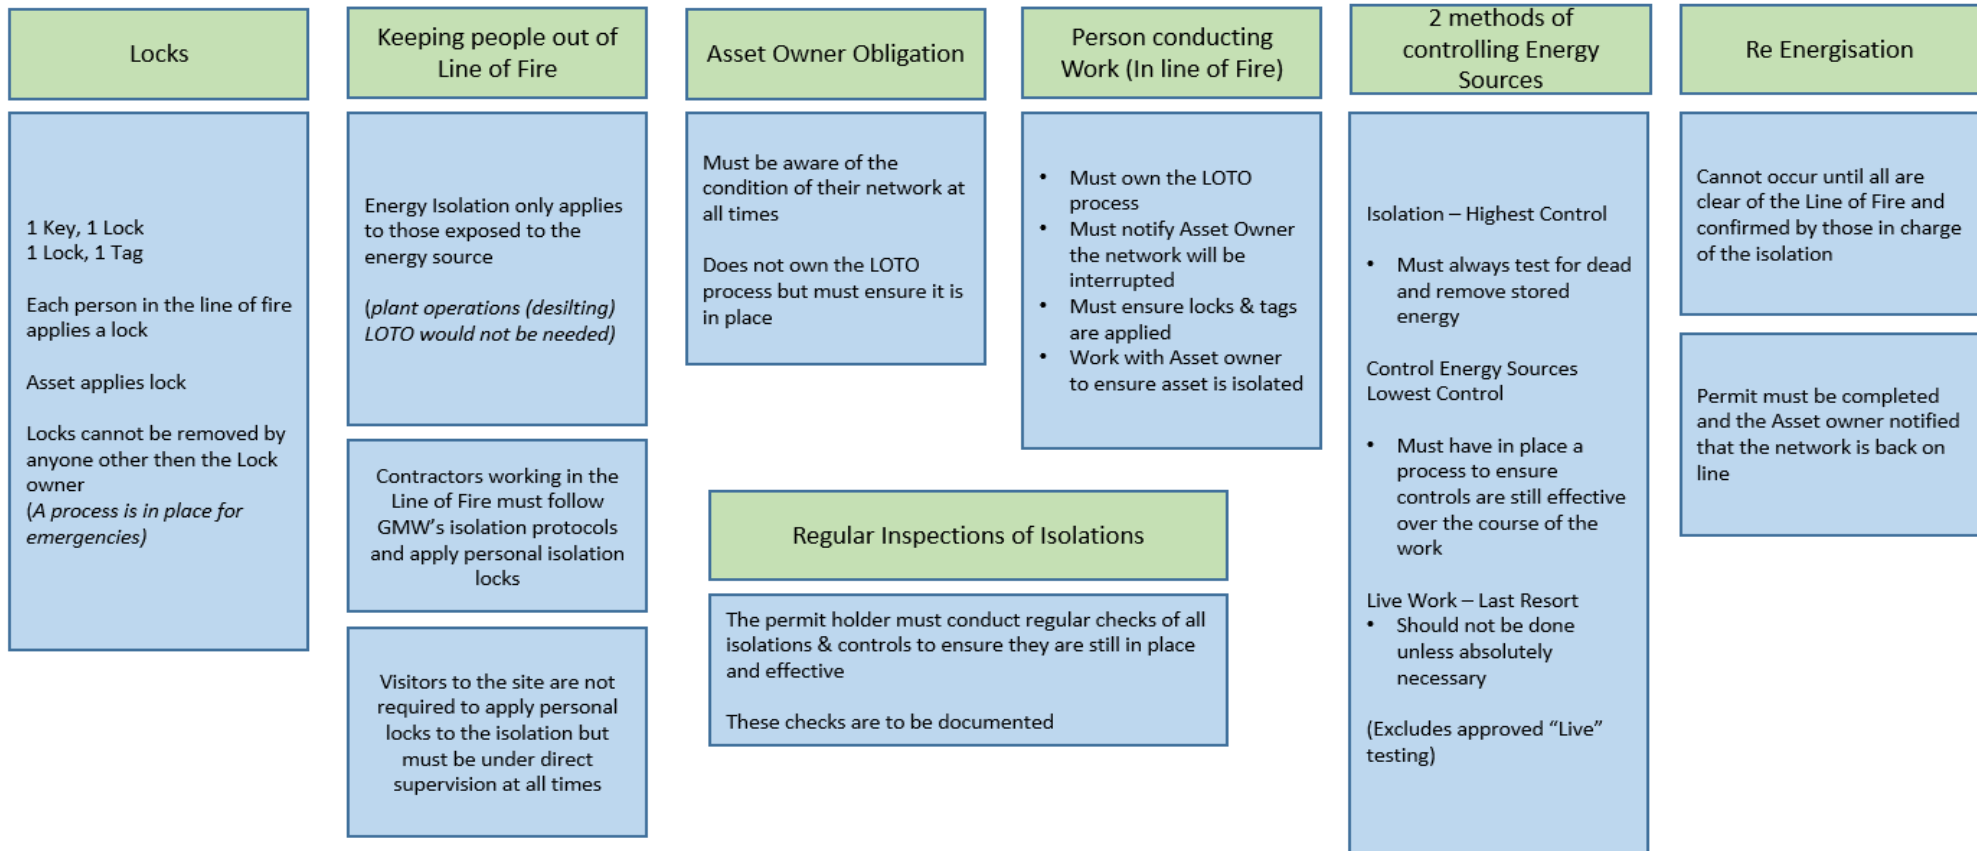 Locks
1 Key, 1 Lock
1 Lock, 1 Tag
Each person in the line of fire
applies a lock
Asset applies lock
Locks cannot be removed by
anyone other then the Lock
owner
(A process is in place for
emergencies)
Keeping people out of
Line of Fire
Energy Isolation only applies
to those exposed to the
energy source
(plant operations (desilting)
LOTO would not be needed)
Contractors working in the
Line of Fire must follow
GMW's isolation protocols
and apply personal isolation
locks
Visitors to the site are not
required to apply personal
locks to the isolation but
must be under direct
supervision at all times
Asset Owner Obligation
Must be aware of the
condition of their network at
all times
Does not own the LOTO
process but must ensure it is
in place
Person conducting
Work (In line of Fire)
• Must own the LOTO
process
• Must notify Asset Owner
the network will be
interrupted
• Must ensure locks & tags
are applied
• Work with Asset owner
to ensure asset is isolated
Regular Inspections of Isolations
The permit holder must conduct regular checks of all
isolations & controls to ensure they are still in place
and effective
These checks are to be documented
2 methods of
controlling Energy
Sources
Isolation – Highest Control
• Must always test for dead
and remove stored
energy
Control Energy Sources
Lowest Control
• Must have in place a
process to ensure
controls are still effective
over the course of the
work
Live Work – Last Resort
• Should not be done
unless absolutely
necessary
(Excludes approved “Live”
testing)
Re Energisation
Cannot occur until all are
clear of the Line of Fire and
confirmed by those in charge
of the isolation
Permit must be completed
and the Asset owner notified
that the network is back on
line